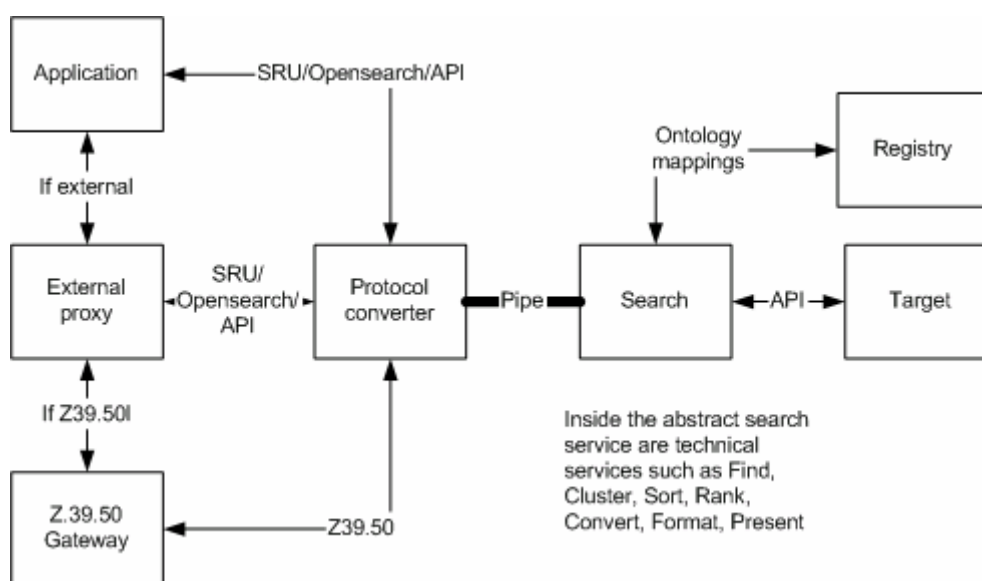 Application
SRU/Opensearch/API
Ontology
mappings
Registry
If external
External
proxy
SRU/
Opensearch/
API
Protocol
converter
Pipe
Search
API
Target
If Z39.50l
Inside the abstract search
service are technical
services such as Find,
Cluster, Sort, Rank,
Convert, Format, Present
Z.39.50
Gateway
Z39.50